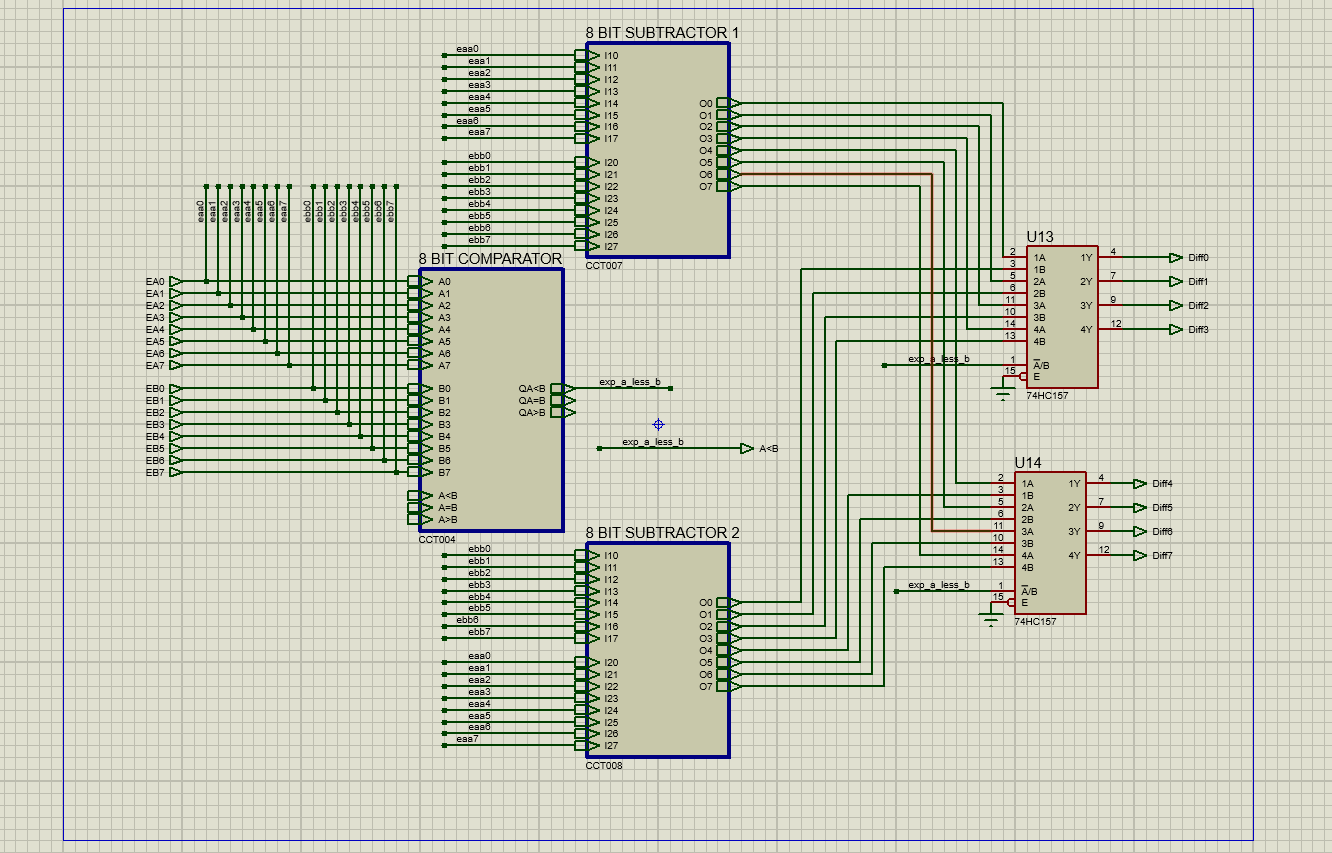 8 BIT SUBTRACTOR 1
eaa0
eaa1
eaa2
eaa3
eaa4
eaa5
eaa6
eaa7
ebb0
ebb1
ebb2
ebb3
ebb4
ebb5
ebb6
ebb7
I10
I11
I12
I13
I14
I15
I16
I17
I20
I21
I22
I23
I24
I25
I26
I27
O0
O1
O2
O3
O4
O5
O6
O7
CCT007
eaa0
eaa1
eaa2
eaa3
eaa4
eaa5
eaa6
eaa7
ebb0
ebb1
ebb2
ebb3
ebb4
ebb5
ebb6
ebb7
8 BIT COMPARATOR
EA0
EA1
EA2
EA3
EA4
EA5
EA6
EA7
EB0
EB1
EB2
EB3
EB4
EB5
EB6
EB7
A0
A1
A2
A3
A4
A5
A6
A7
B0
B1
B2
B3
B4
B5
B6
B7
A<B
A=B
A>B
QA<B
QA=B
QA>B
CCT004
exp_a_less_b
exp_a_less_b
A<B
8 BIT SUBTRACTOR 2
ebb0
ebb1
ebb2
ebb3
ebb4
ebb5
ebb6
ebb7
eaa0
eaa1
eaa2
eaa3
eaa4
eaa5
eaa6
eaa7
I10
I11
I12
I13
I14
I15
I16
I17
I20
I21
I22
I23
I24
I25
I26
I27
O0
O1
O2
O3
O4
O5
O6
O7
CCT008
U13
2 1A 1Y 4 Diff0
3 1B
5 2A 2Y 7 Diff1
6 2B
11 3A 3Y 9 Diff2
10 3B
14 4A 4Y 12 Diff3
13 4B
exp_a_less_b 1 A̅/B
15 E
74HC157
U14
2 1A 1Y 4 Diff4
3 1B
5 2A 2Y 7 Diff5
6 2B
11 3A 3Y 9 Diff6
10 3B
14 4A 4Y 12 Diff7
13 4B
exp_a_less_b 1 A̅/B
15 E
74HC157